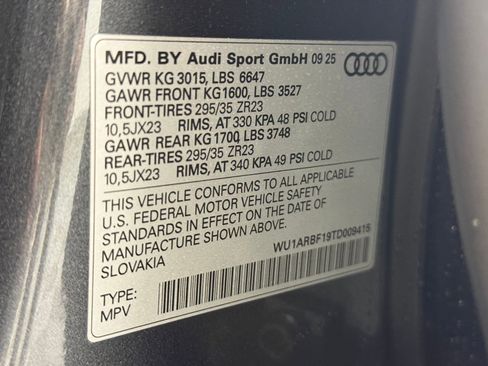 MFD. BY Audi Sport GmbH 09 25
GVWR KG 3015, LBS 6647
GAWR FRONT KG1600, LBS 3527
FRONT-TIRES 295/35 ZR23
10,5JX23 RIMS, AT 330 KPA 48 PSI COLD
GAWR REAR KG 1700, LBS 3748
REAR-TIRES 295/35 ZR23
10,5JX23 RIMS, AT 340 KPA 49 PSI COLD
THIS VEHICLE CONFORMS TO ALL APPLICABLE
U.S. FEDERAL MOTOR VEHICLE SAFETY
STANDARDS IN EFFECT ON THE DATE OF
MANUFACTURE SHOWN ABOVE.
SLOVAKIA
WU1ARBF19TD009415
TYPE:
MPV